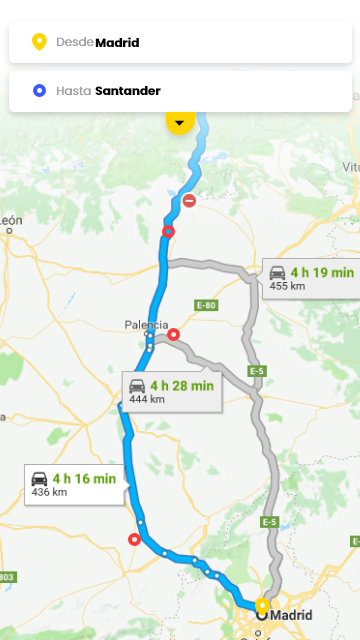 Desde Madrid
Hasta Santander
León
4 h 19 min
455 km
E-80
Palencia
E-5
4 h 28 min
444 km
4 h 16 min
436 km
E-5
803
Madrid